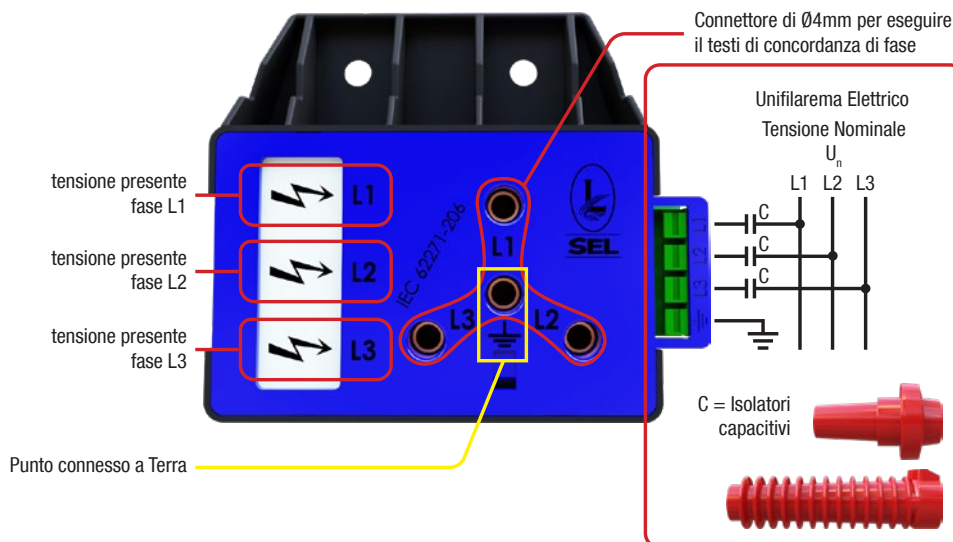 Connettore di Ø4mm per eseguire
il testi di concordanza di fase
Unifilarema Elettrico
Tensione Nominale
Un
L1 L2 L3
tensione presente
fase L1
L1
tensione presente
fase L2
L2
tensione presente
fase L3
L3
IEC 62271-206
L1
L3
L2
SEL
L1
L2
L3
C
C
C
C = Isolatori
capacitivi
Punto connesso a Terra